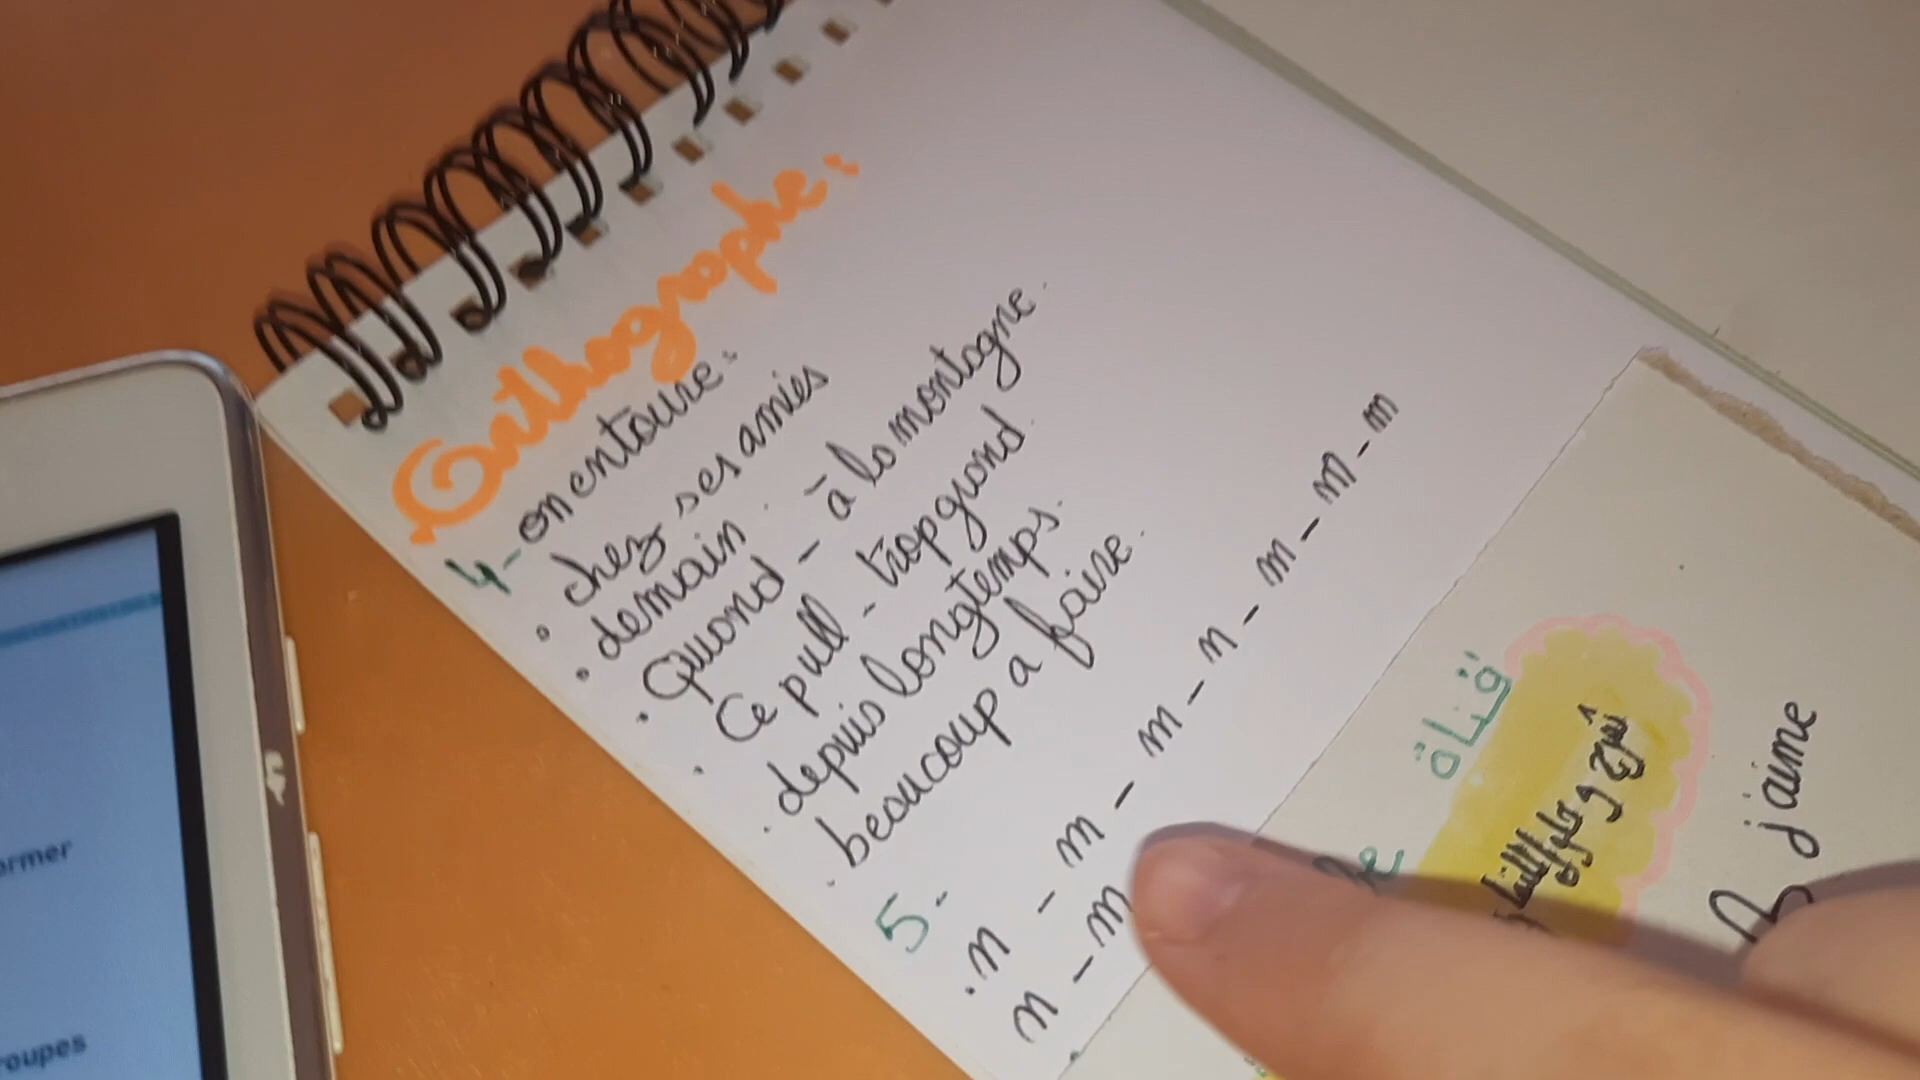 Orthographe:
4- on entoure:
• chez ses amies
• demain.
• Quand - à la montagne.
• Ce pull - trop grand.
• depuis longtemps.
• beaucoup a faire.
5-
• n - m - m - n - m - m - m
n - m
فتاة
J'aime
ormer
roupes